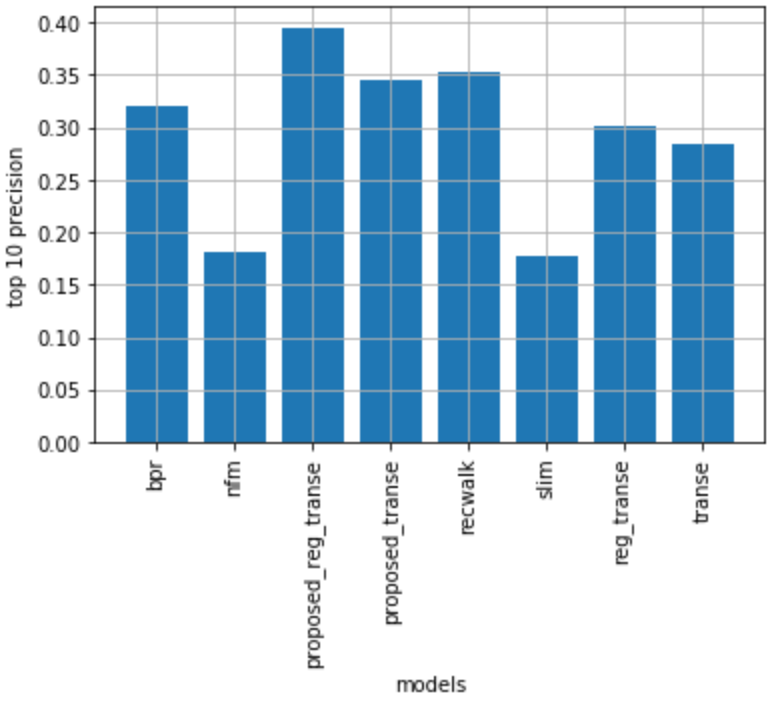 top 10 precision
0.40
0.35
0.30
0.25
0.20
0.15
0.10
0.05
0.00
bpr
nfm
proposed_reg_transe
proposed_transe
recwalk
slim
reg_transe
transe
models